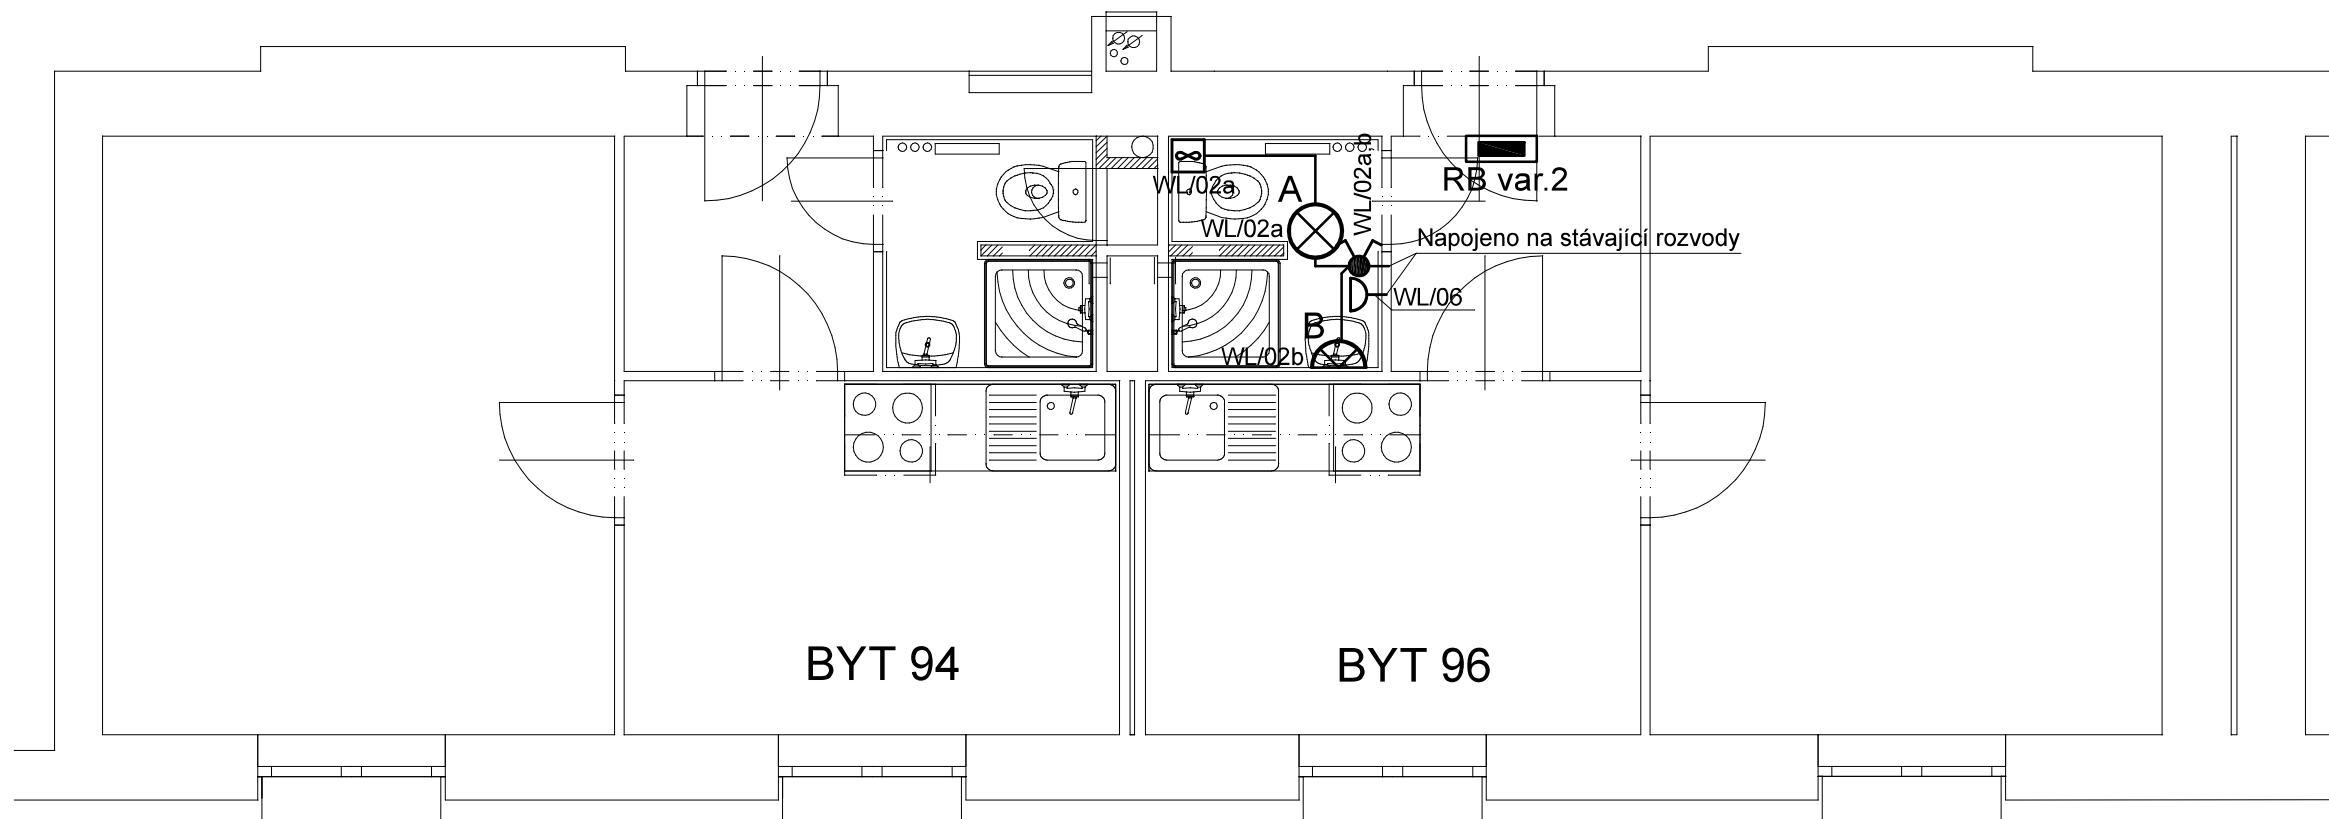 WL/02a
A
WL/02a,b
RB var.2
WL/02a
Napojeno na stávající rozvody
WL/06
B
WL/02b
BYT 94
BYT 96